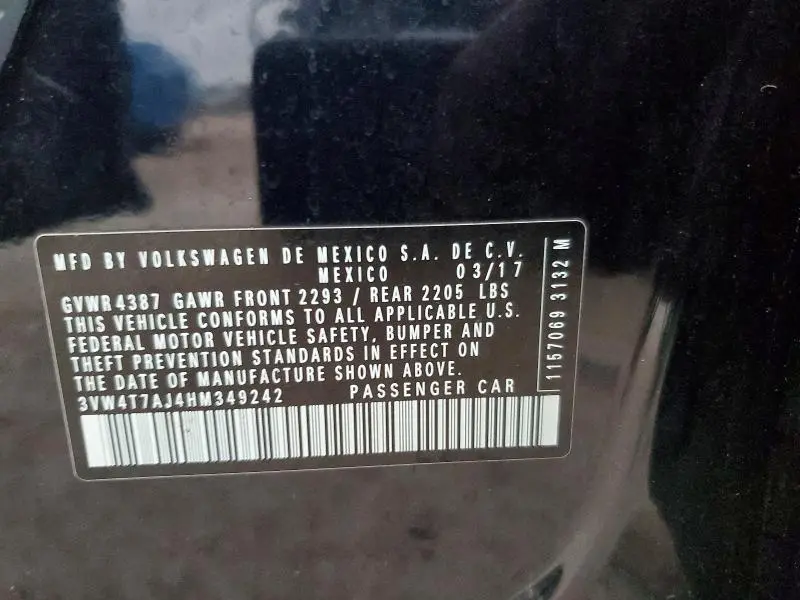 MFD BY VOLKSWAGEN DE MEXICO S.A. DE C.V.
MEXICO 03/17
GVWR 4387 GAWR FRONT 2293 / REAR 2205 LBS
THIS VEHICLE CONFORMS TO ALL APPLICABLE U.S.
FEDERAL MOTOR VEHICLE SAFETY, BUMPER AND
THEFT PREVENTION STANDARDS IN EFFECT ON
THE DATE OF MANUFACTURE SHOWN ABOVE.
3VW4T7AJ4HM349242 PASSENGER CAR
1157069 3132 M